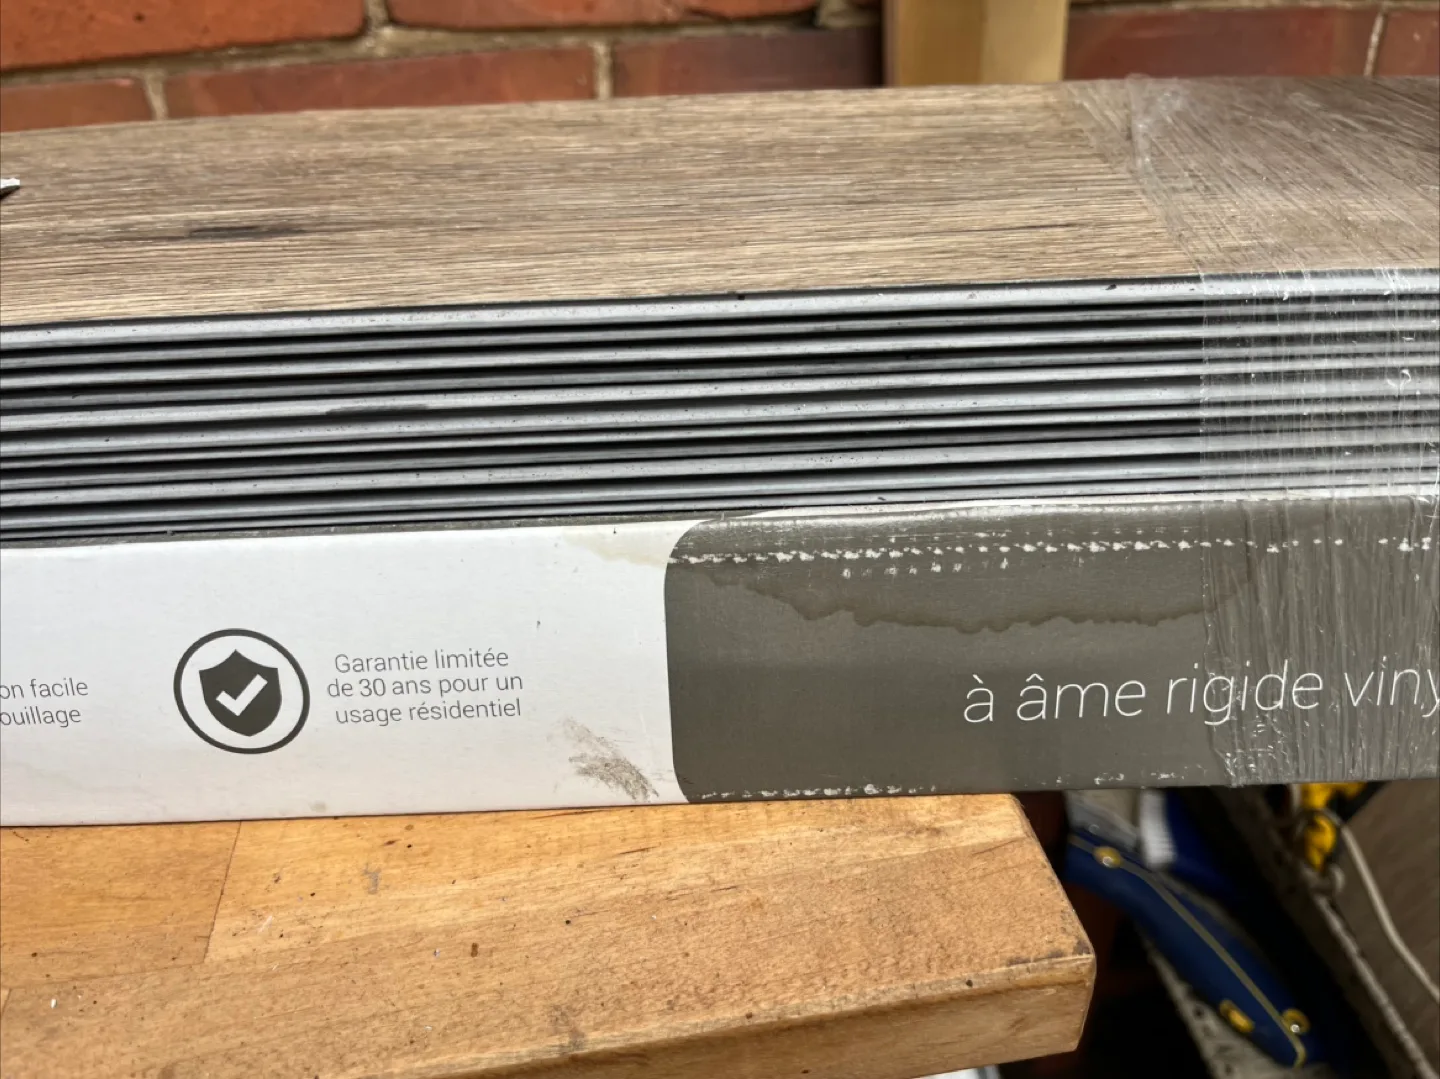 on facile
ouillage
Garantie limitée
de 30 ans pour un
usage résidentiel
à âme rigide viny